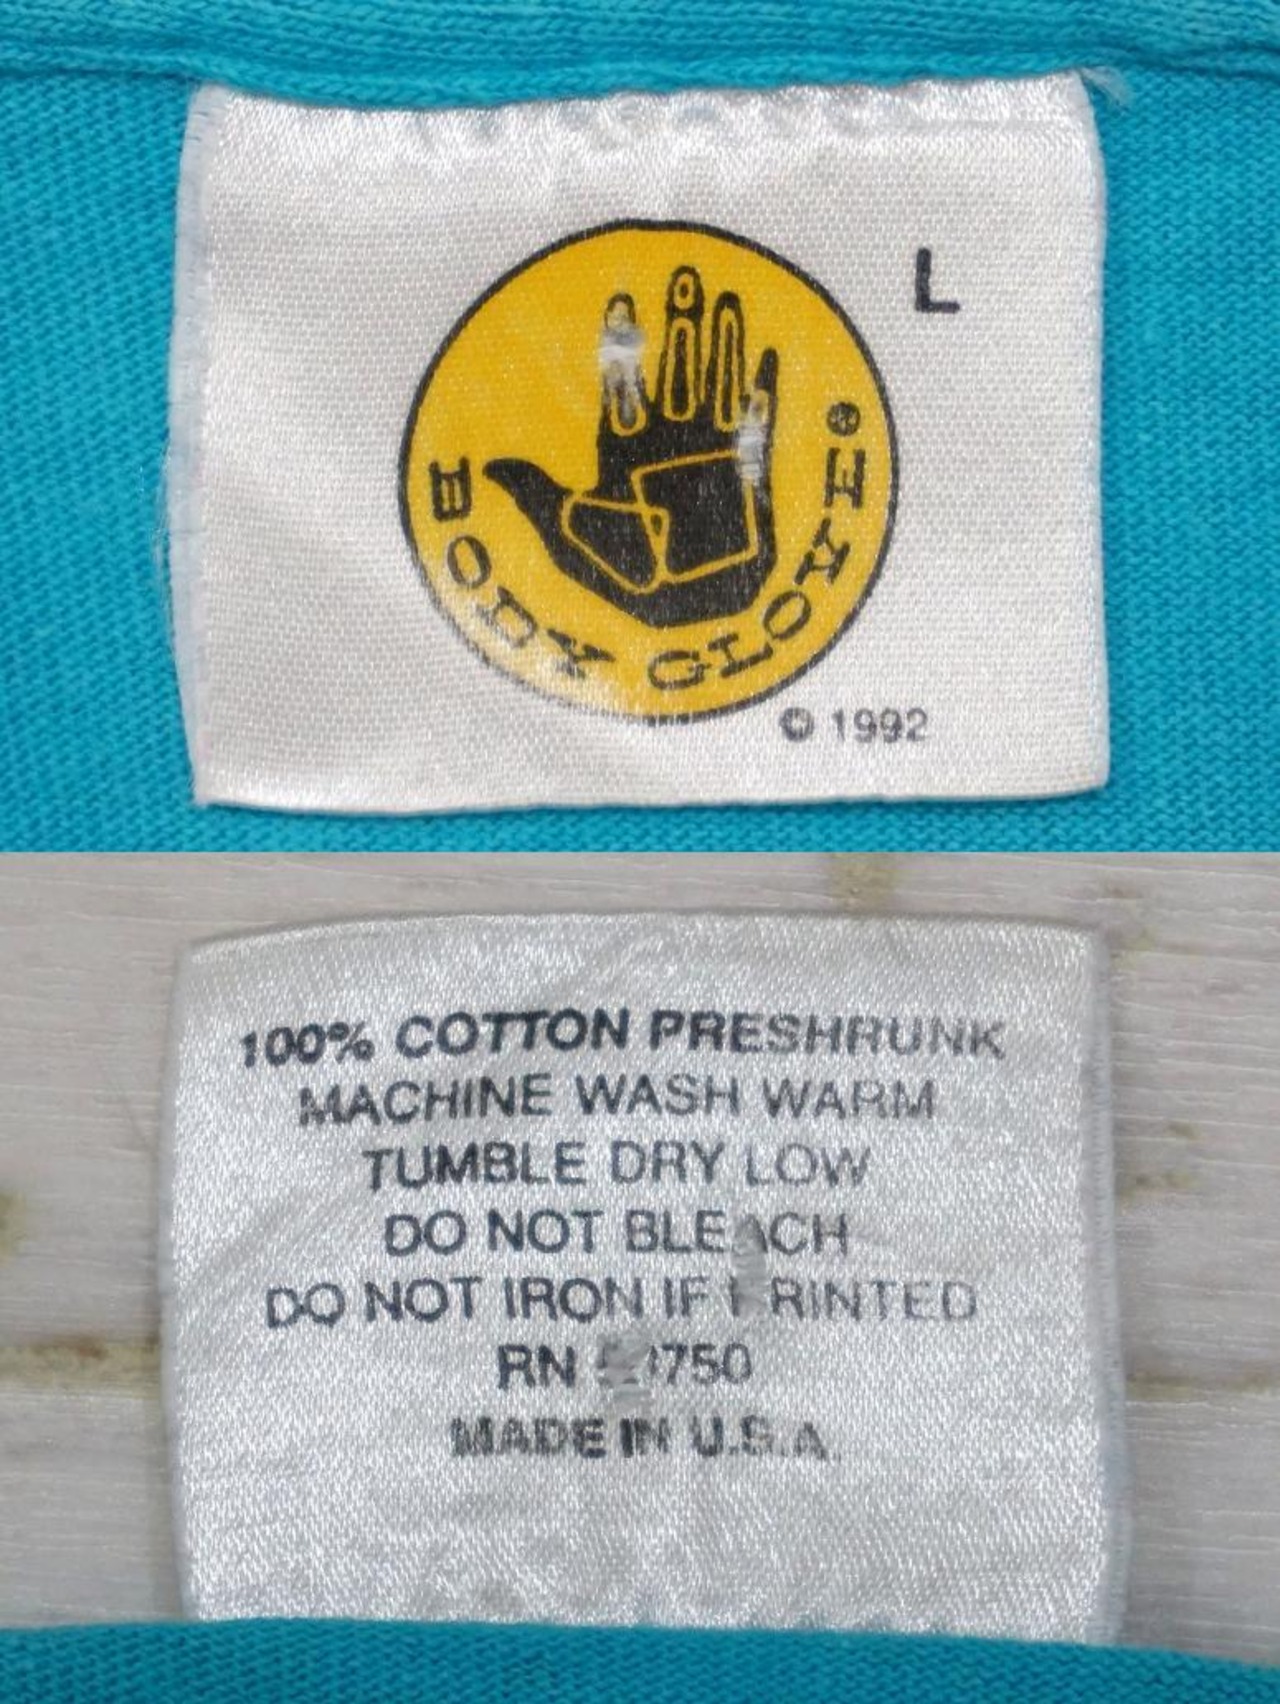 L
BODY GLOVE®
© 1992
100% COTTON PRESHRUNK
MACHINE WASH WARM
TUMBLE DRY LOW
DO NOT BLEACH
DO NOT IRON IF PRINTED
RN
MADE IN U.S.A.